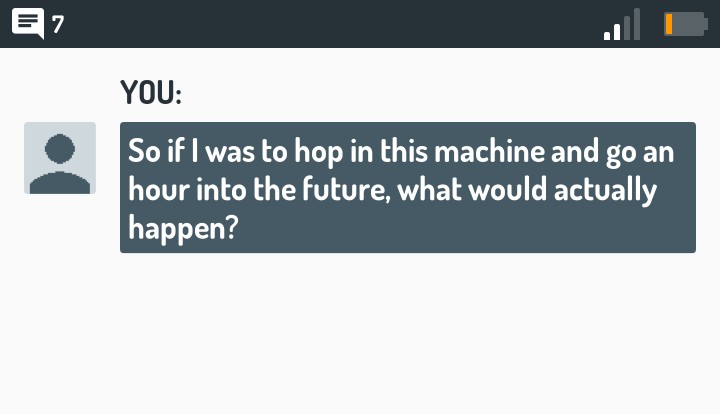 7
YOU:
So if I was to hop in this machine and go an
hour into the future, what would actually
happen?